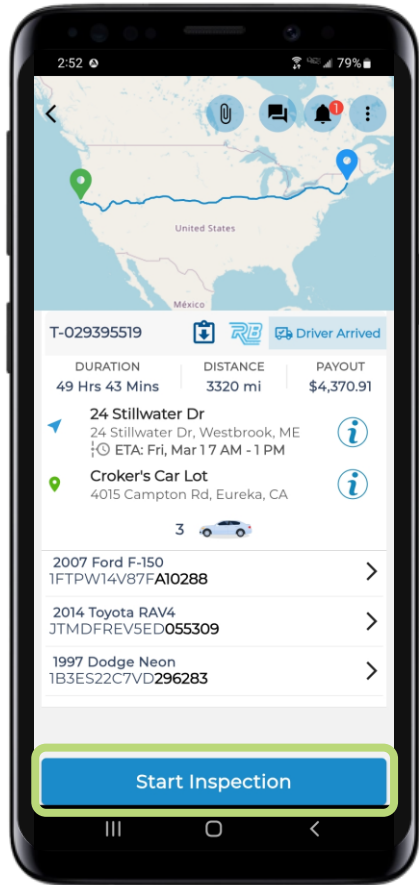 2:52 79%
1
United States
México
T-029395519 RB Driver Arrived
DURATION DISTANCE PAYOUT
49 Hrs 43 Mins 3320 mi $4,370.91
24 Stillwater Dr
24 Stillwater Dr, Westbrook, ME
ETA: Fri, Mar 17 AM - 1 PM
Croker's Car Lot
4015 Campton Rd, Eureka, CA
3
2007 Ford F-150
1FTPW14V87FA10288
2014 Toyota RAV4
JTMDFREV5ED055309
1997 Dodge Neon
1B3ES22C7VD296283
Start Inspection